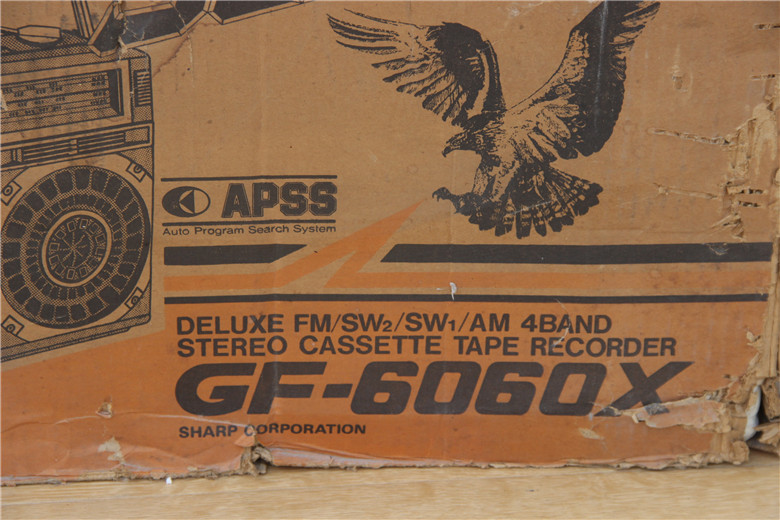 APSS
Auto Program Search System
DELUXE FM/SW₂/SW₁/AM 4BAND
STEREO CASSETTE TAPE RECORDER
GF-6060X
SHARP CORPORATION